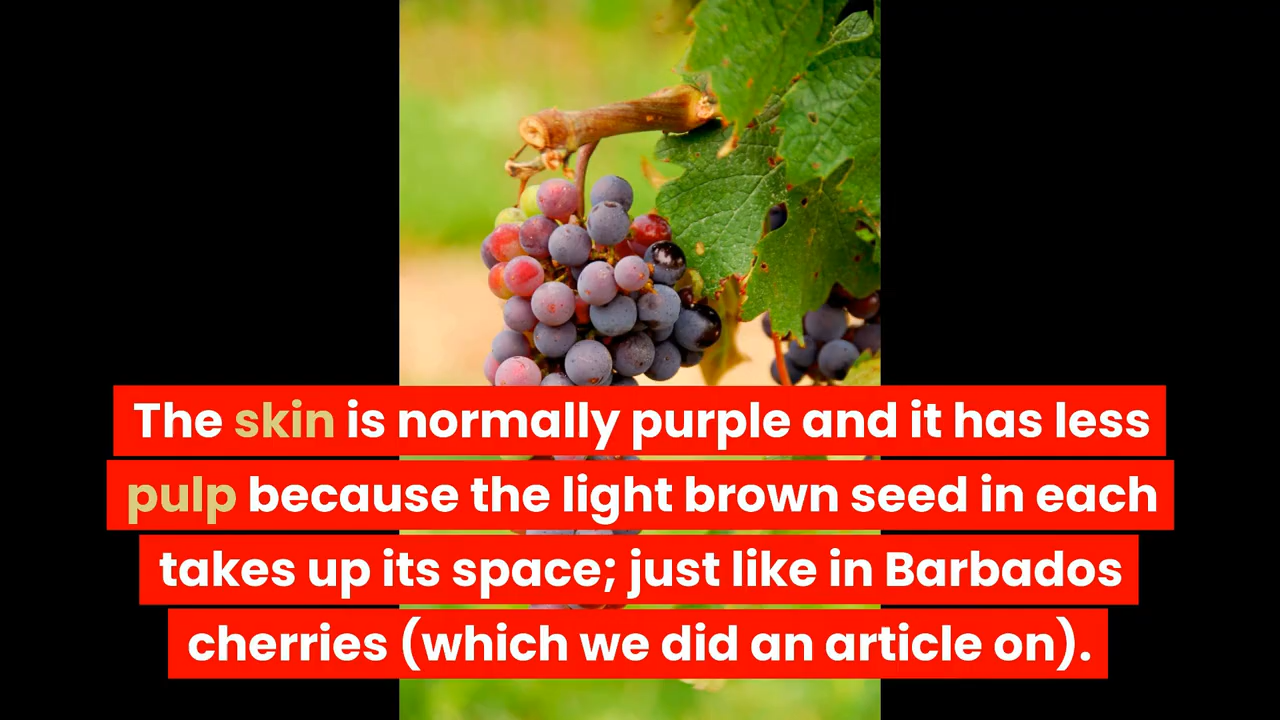 The skin is normally purple and it has less
pulp because the light brown seed in each
takes up its space; just like in Barbados
cherries (which we did an article on).